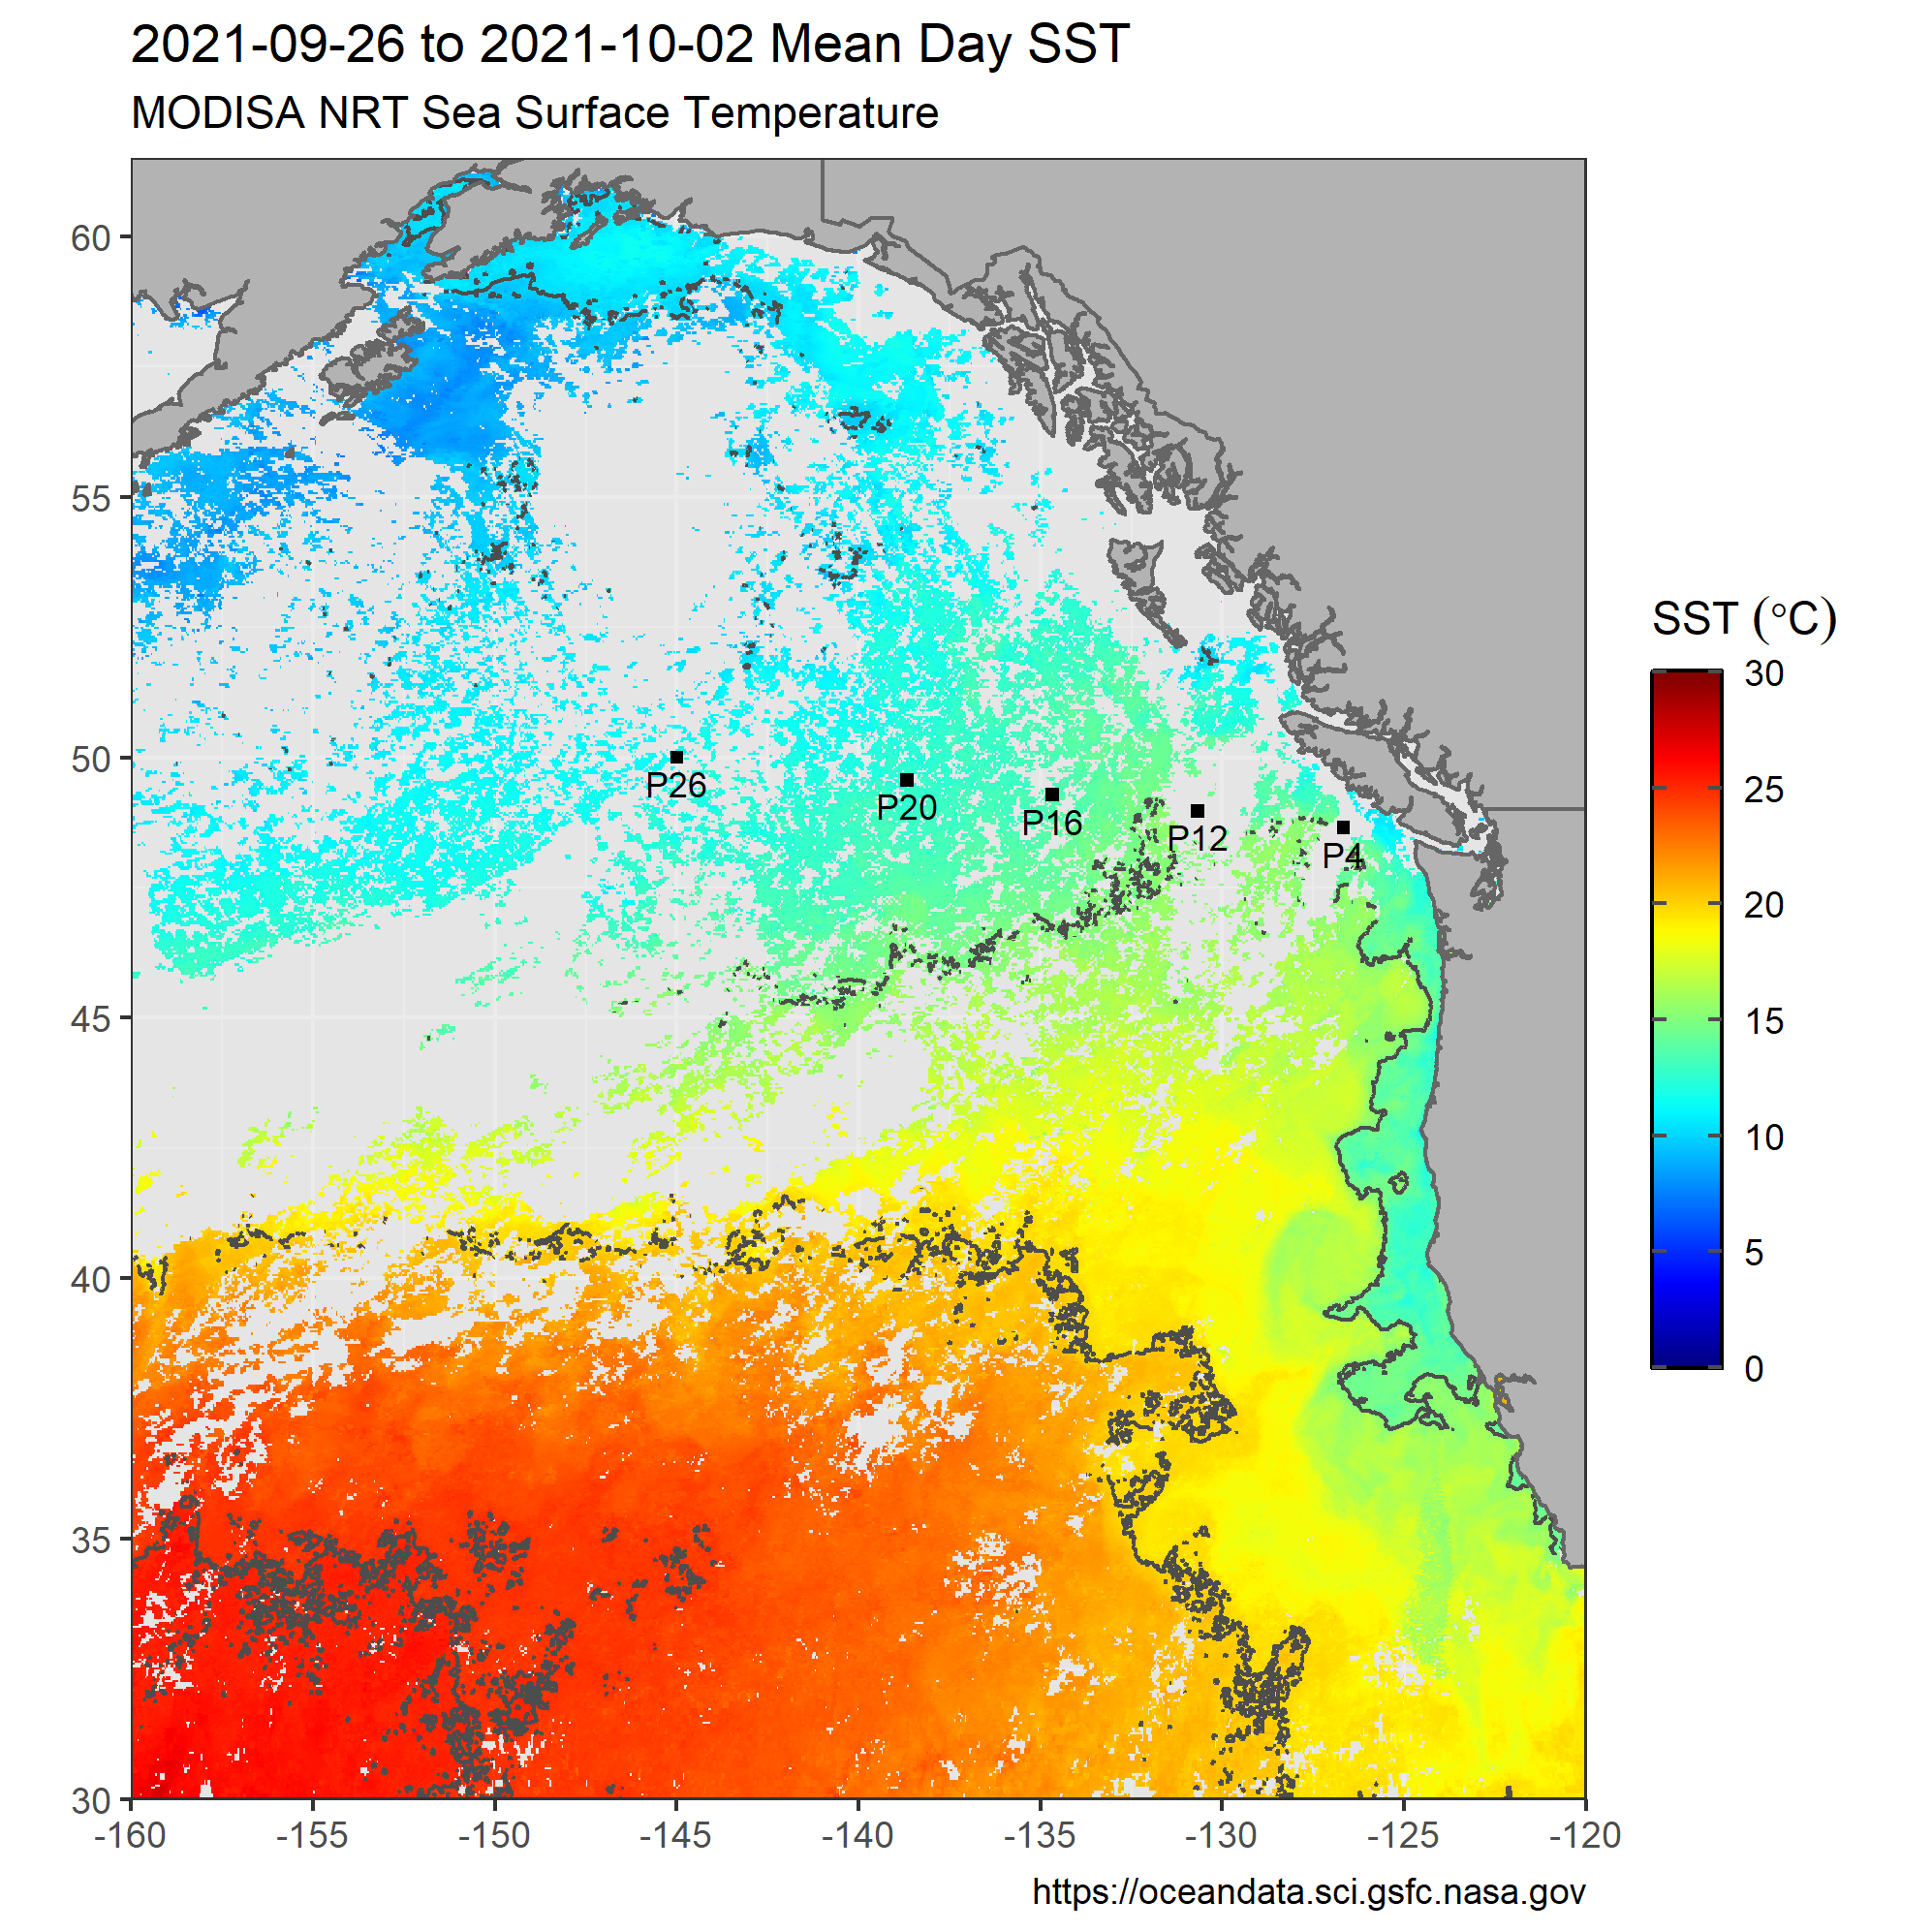 2021-09-26 to 2021-10-02 Mean Day SST
MODISA NRT Sea Surface Temperature
60
55
50
45
40
35
30
P26
P20
P16
P12
P4
-160 -155 -150 -145 -140 -135 -130 -125 -120
SST (°C)
30
25
20
15
10
5
0
https://oceandata.sci.gsfc.nasa.gov